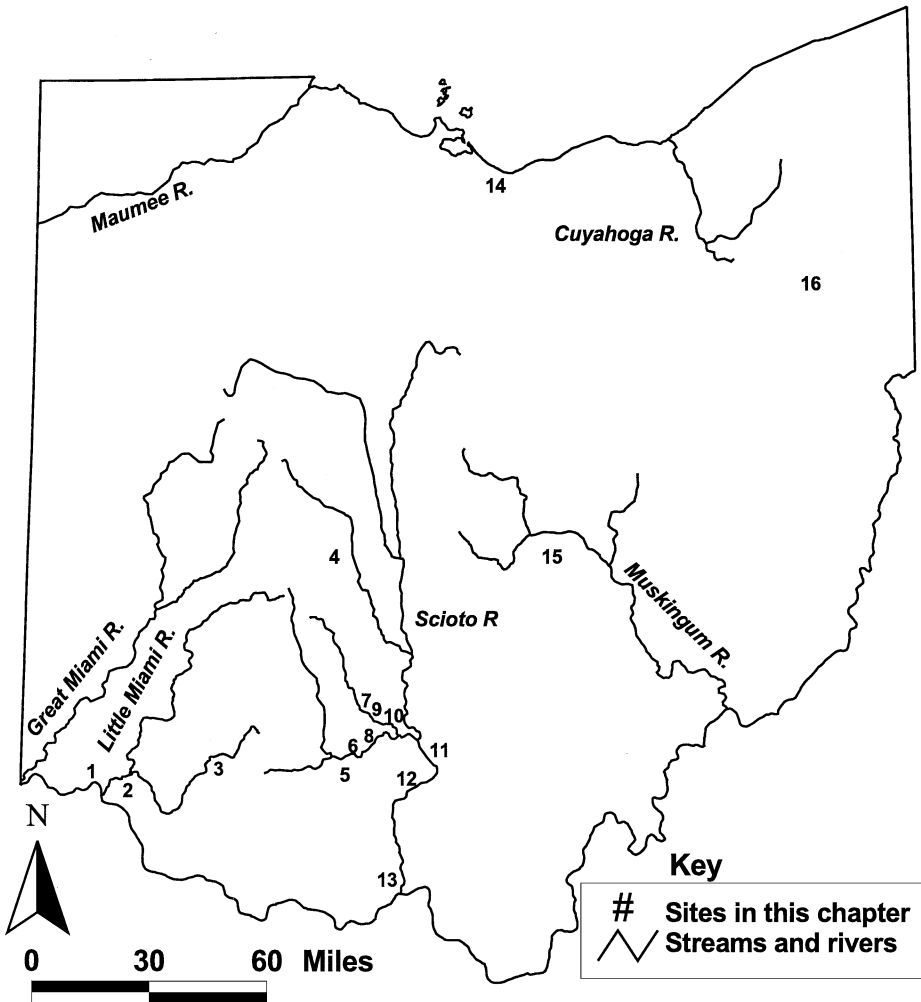 14
Maumee R.
Cuyahoga R.
16
4
15
Scioto R
Muskingum R.
Great Miami R.
Little Miami R.
7
9
10
8
6
11
1
2
3
5
12
N
13
Key
# Sites in this chapter
Streams and rivers
0 30 60 Miles